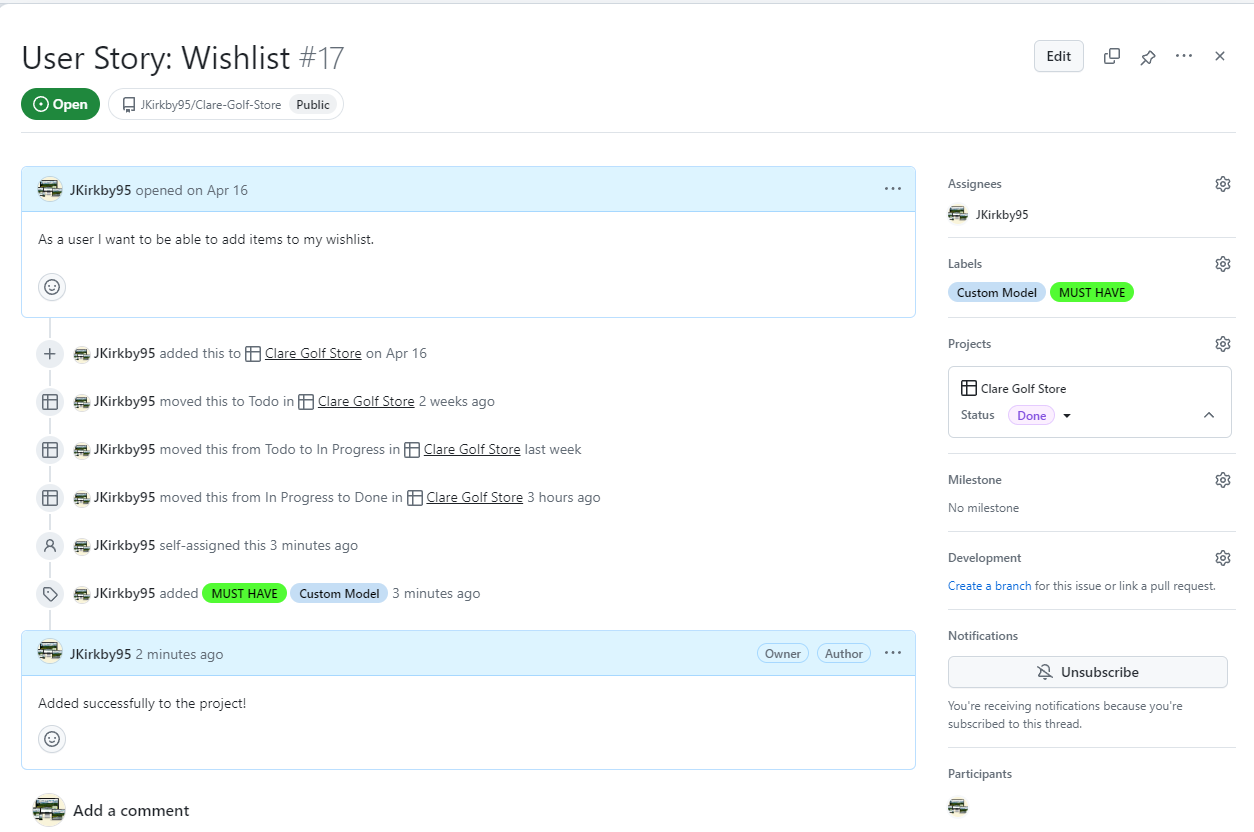 User Story: Wishlist #17
Edit
Open
JKirkby95/Clare-Golf-Store Public
JKirkby95 opened on Apr 16
As a user I want to be able to add items to my wishlist.
JKirkby95 added this to Clare Golf Store on Apr 16
JKirkby95 moved this to Todo in Clare Golf Store 2 weeks ago
JKirkby95 moved this from Todo to In Progress in Clare Golf Store last week
JKirkby95 moved this from In Progress to Done in Clare Golf Store 3 hours ago
JKirkby95 self-assigned this 3 minutes ago
JKirkby95 added MUST HAVE Custom Model 3 minutes ago
JKirkby95 2 minutes ago Owner Author
Added successfully to the project!
Add a comment
Assignees
JKirkby95
Labels
Custom Model MUST HAVE
Projects
Clare Golf Store
Status Done
Milestone
No milestone
Development
Create a branch for this issue or link a pull request.
Notifications
Unsubscribe
You're receiving notifications because you're
subscribed to this thread.
Participants